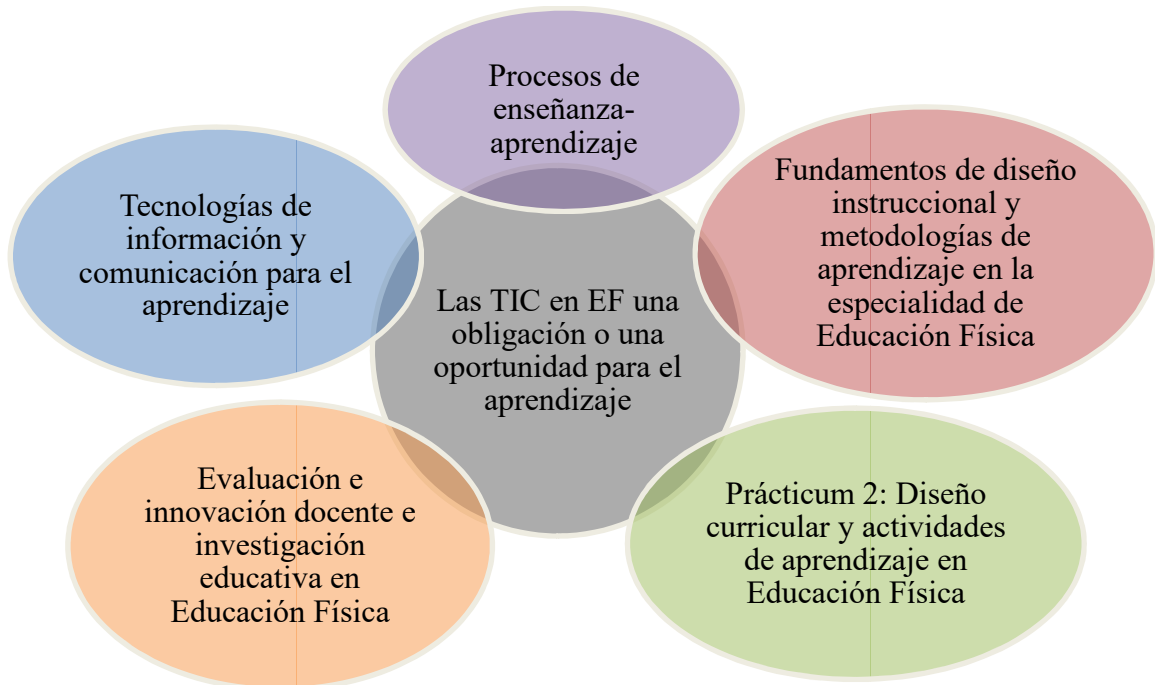 Procesos de
enseñanza-
aprendizaje
Tecnologías de
información y
comunicación para el
aprendizaje
Fundamentos de diseño
instruccional y
metodologías de
aprendizaje en la
especialidad de
Educación Física
Las TIC en EF una
obligación o una
oportunidad para el
aprendizaje
Evaluación e
innovación docente e
investigación
educativa en
Educación Física
Prácticum 2: Diseño
curricular y actividades
de aprendizaje en
Educación Física